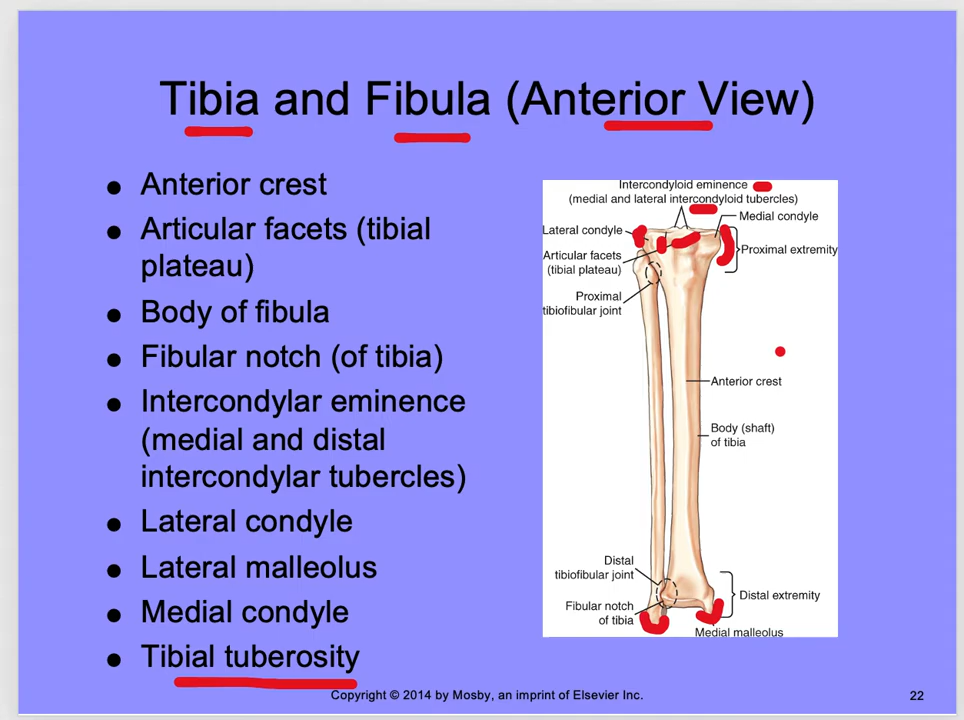 Tibia and Fibula (Anterior View)
● Anterior crest
● Articular facets (tibial
plateau)
● Body of fibula
● Fibular notch (of tibia)
● Intercondylar eminence
(medial and distal
intercondylar tubercles)
● Lateral condyle
● Lateral malleolus
● Medial condyle
● Tibial tuberosity
Intercondyloid eminence
(medial and lateral intercondyloid tubercles)
Medial condyle
Lateral condyle
Proximal extremity
Articular facets
(tibial plateau)
Proximal
tibiofibular joint
Anterior crest
Body (shaft)
of tibia
Distal
tibiofibular joint
Distal extremity
Fibular notch
of tibia
Medial malleolus
Copyright © 2014 by Mosby, an imprint of Elsevier Inc.
22